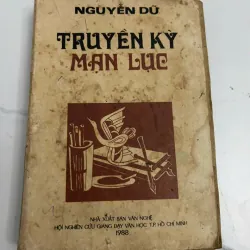 NGUYỄN DỮ
TRUYỀN KỲ
MẠN LỤC
NHÀ XUẤT BẢN VĂN NGHỆ
HỘI NGHIÊN CỨU GIẢNG DẠY VĂN HỌC T.P. HỒ CHÍ MINH
1988